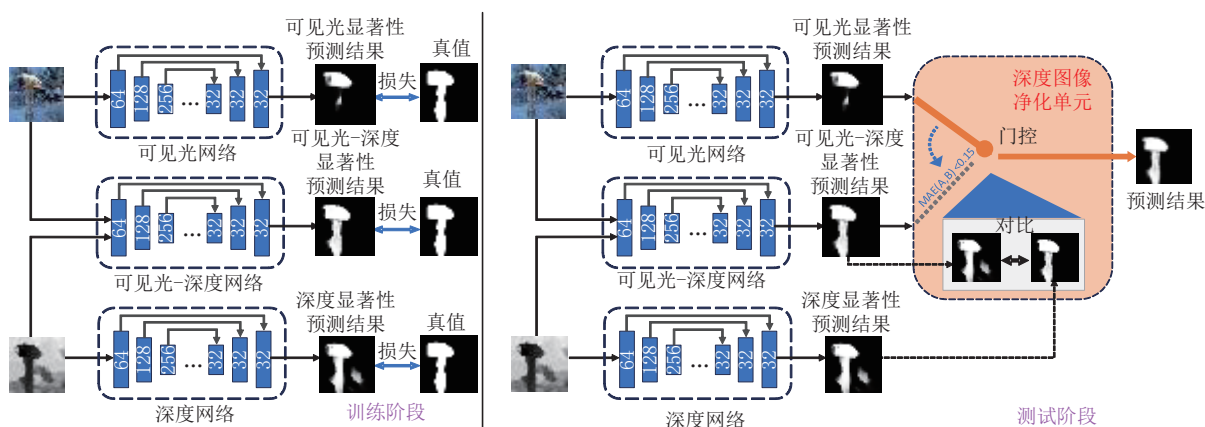 可见光显著性
预测结果
真值
64
128
256
...
32
32
32
损失
可见光网络
可见光-深度
显著性
预测结果
真值
64
128
256
...
32
32
32
损失
可见光-深度网络
深度显著性
预测结果
真值
64
128
256
...
32
32
32
损失
深度网络
训练阶段
可见光显著性
预测结果
64
128
256
...
32
32
32
可见光网络
可见光-深度
显著性
预测结果
64
128
256
...
32
32
32
可见光-深度网络
深度显著性
预测结果
64
128
256
...
32
32
32
深度网络
深度图像
净化单元
门控
MAE(A,B)<0.15
对比
预测结果
测试阶段